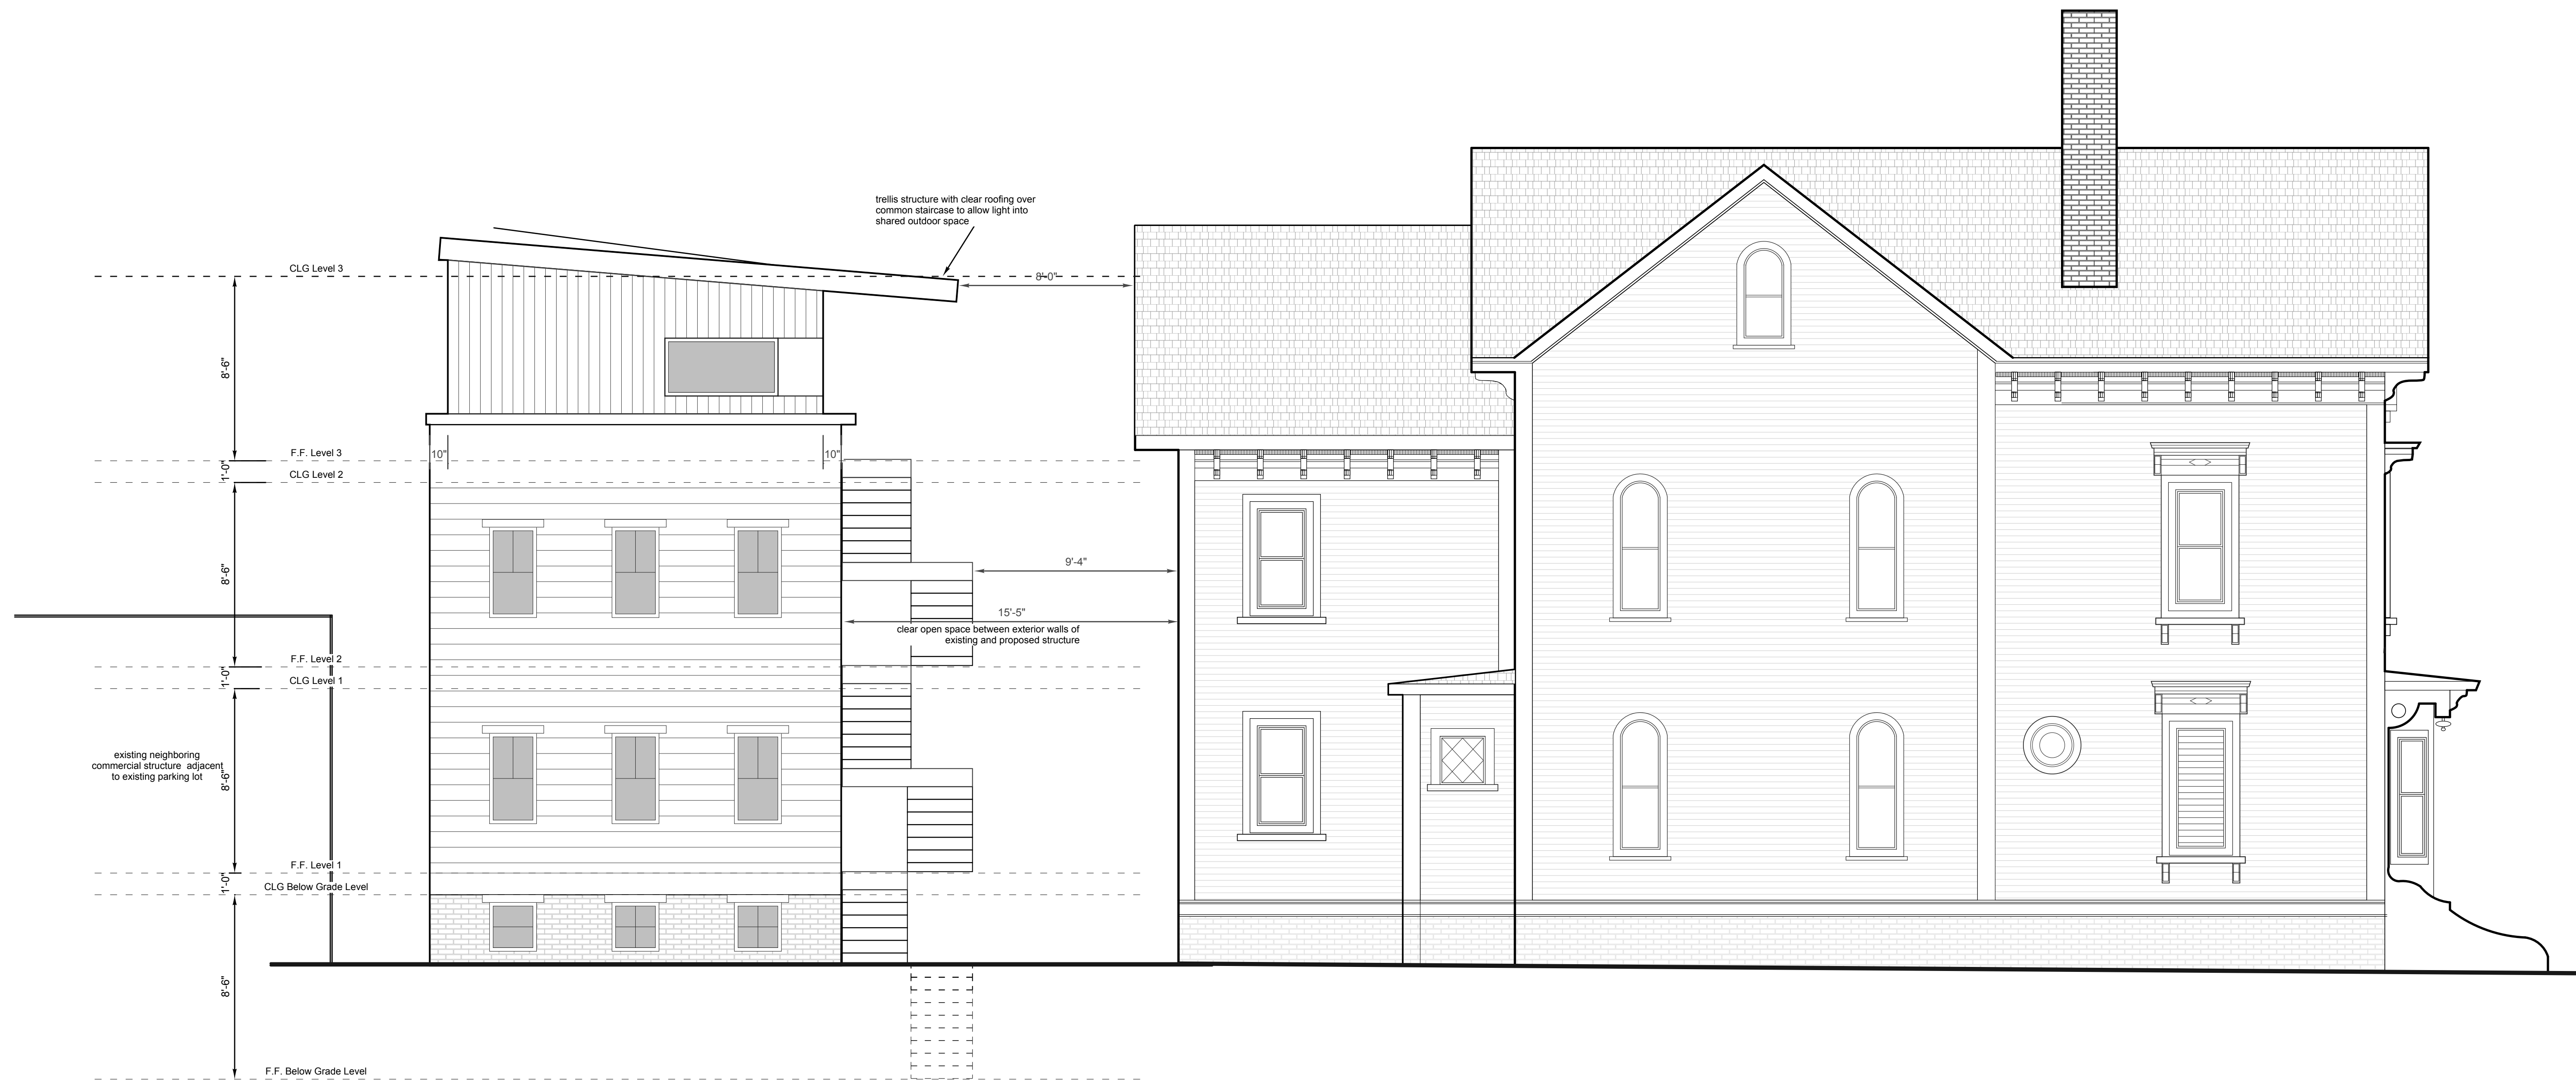 trellis structure with clear roofing over
common staircase to allow light into
shared outdoor space
CLG Level 3
8'-0"
8'-6"
F.F. Level 3
10"
10"
1'-0"
CLG Level 2
8'-6"
9'-4"
15'-5"
clear open space between exterior walls of
existing and proposed structure
F.F. Level 2
1'-0"
CLG Level 1
existing neighboring
commercial structure adjacent
to existing parking lot
8'-6"
F.F. Level 1
1'-0"
CLG Below Grade Level
8'-6"
F.F. Below Grade Level